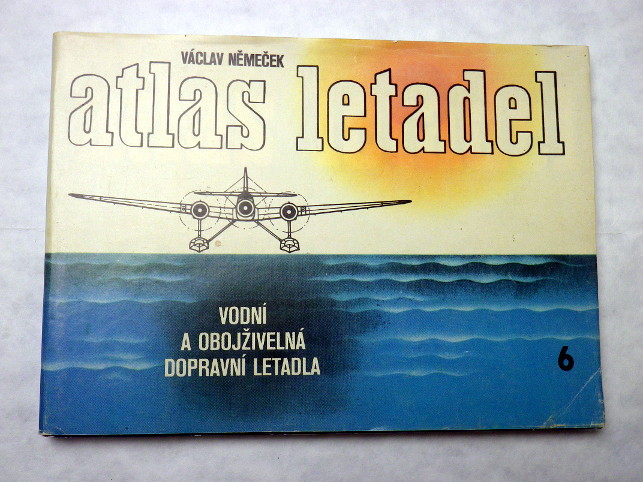 VÁCLAV NĚMEČEK
atlas letadel
VODNÍ
A OBOJŽIVELNÁ
DOPRAVNÍ LETADLA
6